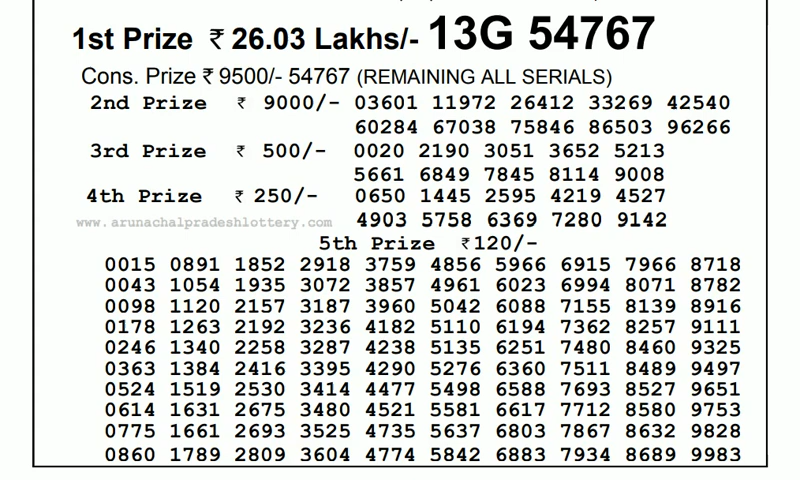 1st Prize ₹ 26.03 Lakhs/- 13G 54767
Cons. Prize ₹ 9500/- 54767 (REMAINING ALL SERIALS)
2nd Prize ₹ 9000/- 03601 11972 26412 33269 42540
60284 67038 75846 86503 96266
3rd Prize ₹ 500/- 0020 2190 3051 3652 5213
5661 6849 7845 8114 9008
4th Prize ₹ 250/- 0650 1445 2595 4219 4527
www.arunachalpradeshlottery.com 4903 5758 6369 7280 9142
5th Prize ₹120/-
0015 0891 1852 2918 3759 4856 5966 6915 7966 8718
0043 1054 1935 3072 3857 4961 6023 6994 8071 8782
0098 1120 2157 3187 3960 5042 6088 7155 8139 8916
0178 1263 2192 3236 4182 5110 6194 7362 8257 9111
0246 1340 2258 3287 4238 5135 6251 7480 8460 9325
0363 1384 2416 3395 4290 5276 6360 7511 8489 9497
0524 1519 2530 3414 4477 5498 6588 7693 8527 9651
0614 1631 2675 3480 4521 5581 6617 7712 8580 9753
0775 1661 2693 3525 4735 5637 6803 7867 8632 9828
0860 1789 2809 3604 4774 5842 6883 7934 8689 9983